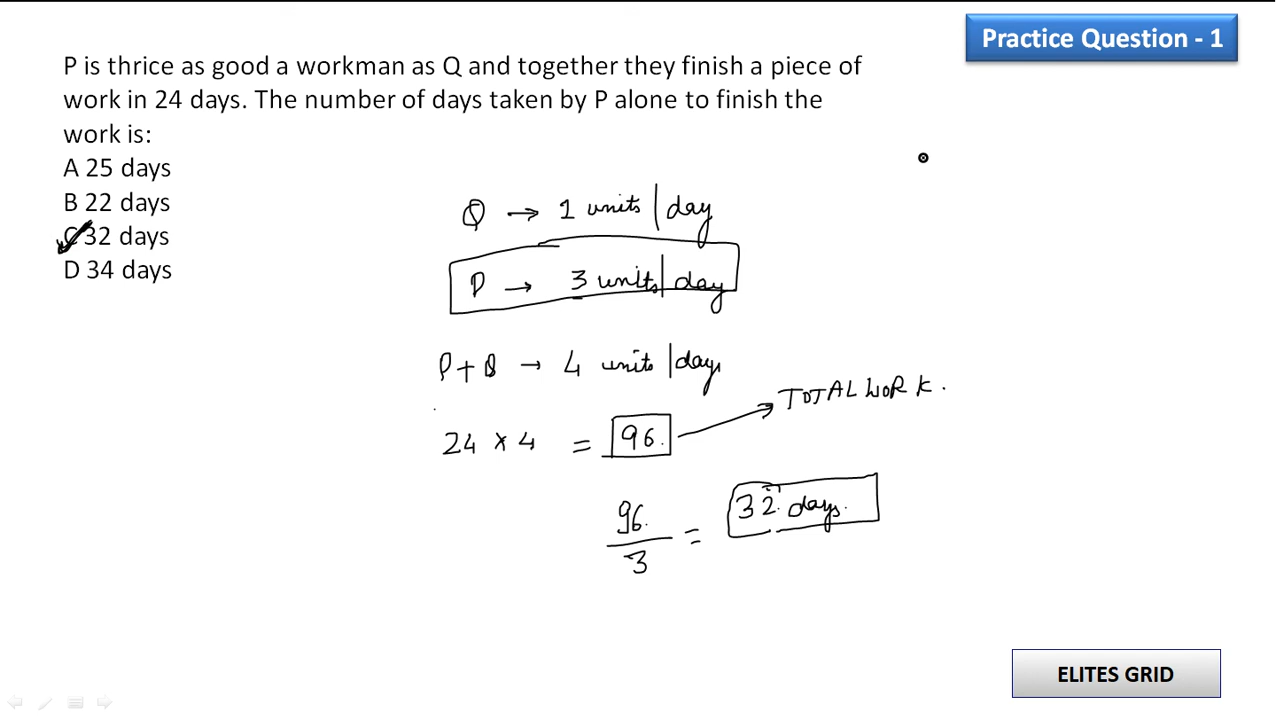 Practice Question - 1
P is thrice as good a workman as Q and together they finish a piece of
work in 24 days. The number of days taken by P alone to finish the
work is:
A 25 days
B 22 days
C 32 days
D 34 days
Q → 1 units/day
P → 3 units/day
P+Q → 4 units/days
24 × 4 = 96.
TOTAL WORK.
96.
3
= 32 days.
ELITES GRID